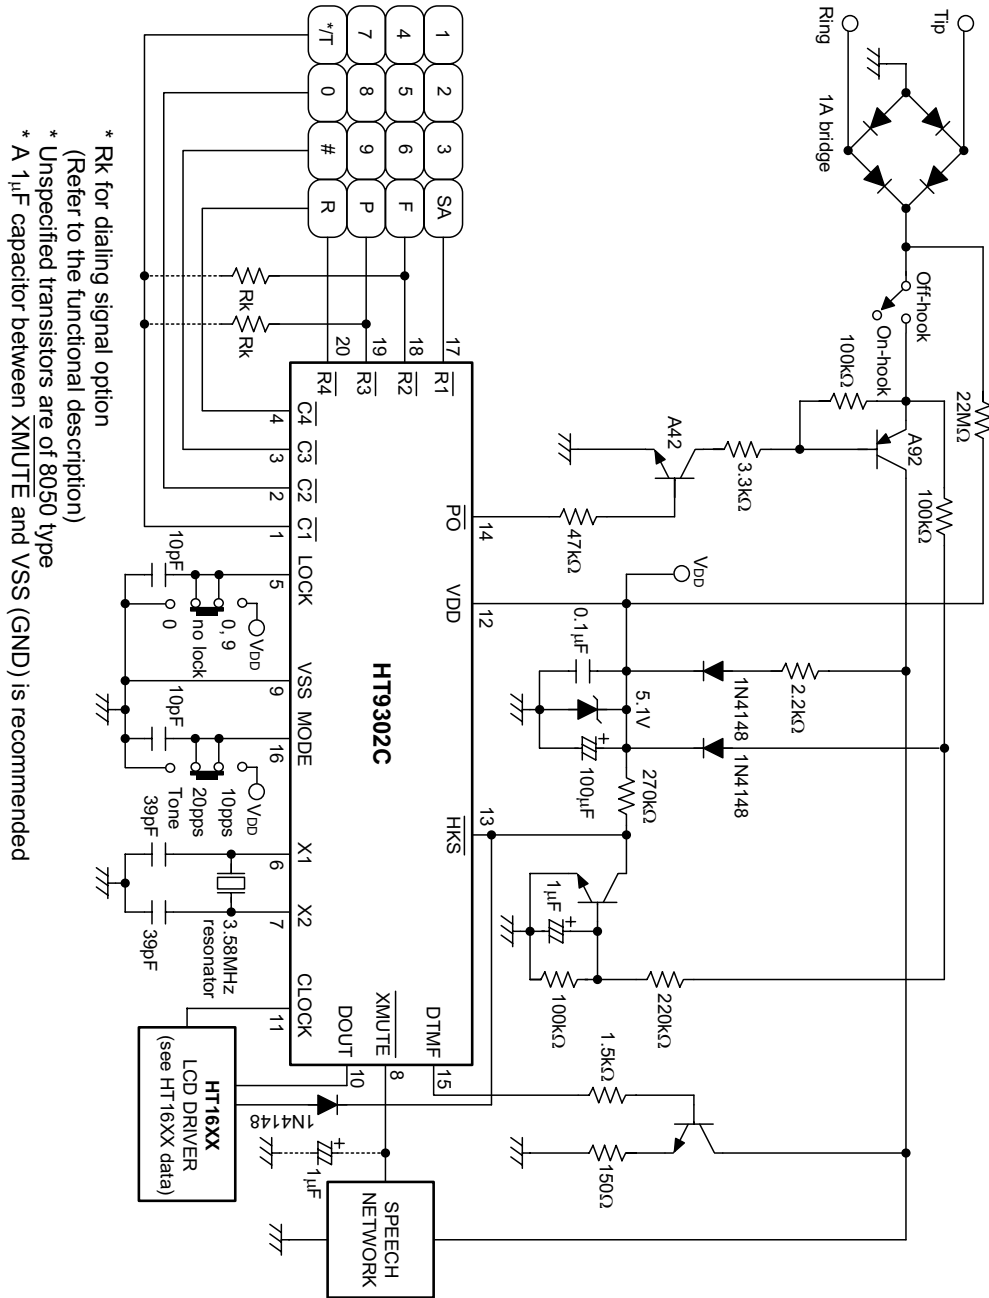 Tip
Ring
1A bridge
Off-hook
On-hook
22MΩ
100kΩ
A92
100kΩ
A42
3.3kΩ
47kΩ
VDD
2.2kΩ
1N4148
1N4148
0.1μF
5.1V
100μF
270kΩ
1μF
100kΩ
220kΩ
1.5kΩ
150Ω
1 2 3 SA
4 5 6 F
7 8 9 P
*/T 0 # R
Rk
Rk
20 19 18 17
R4 R3 R2 R1
C4 4
C3 3
C2 2
C1 1
PO 14
VDD 12
HKS 13
DTMF 15
XMUTE 8
DOUT 10
HT9302C
LOCK 5
VSS 9
MODE 16
X1 6
X2 7
CLOCK 11
10pF
VDD
0, 9
no lock
0
10pF
VDD
10pps
20pps
Tone
39pF
39pF
3.58MHz
resonator
HT16XX
LCD DRIVER
(see HT16XX data)
1N4148
1μF
SPEECH
NETWORK
* Rk for dialing signal option
(Refer to the functional description)
* Unspecified transistors are of 8050 type
* A 1μF capacitor between XMUTE and VSS (GND) is recommended